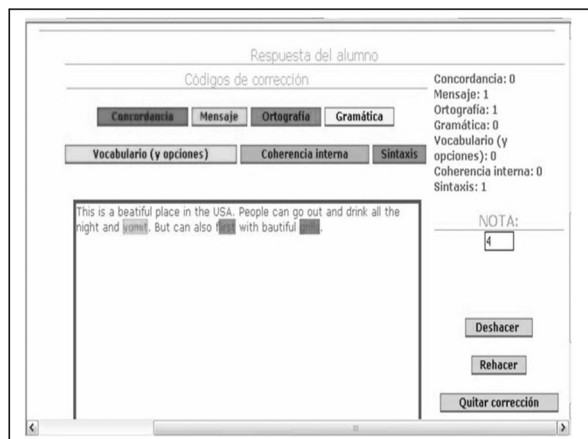 Respuesta del alumno
Códigos de corrección
Concordancia Mensaje Ortografía Gramática
Vocabulario (y opciones) Coherencia interna Sintaxis
This is a beatiful place in the USA. People can go out and drink all the
night and vomit. But can also with bautiful
Concordancia: 0
Mensaje: 1
Ortografía: 1
Gramática: 0
Vocabulario (y
opciones): 0
Coherencia interna: 0
Sintaxis: 1
NOTA:
4
Deshacer
Rehacer
Quitar corrección